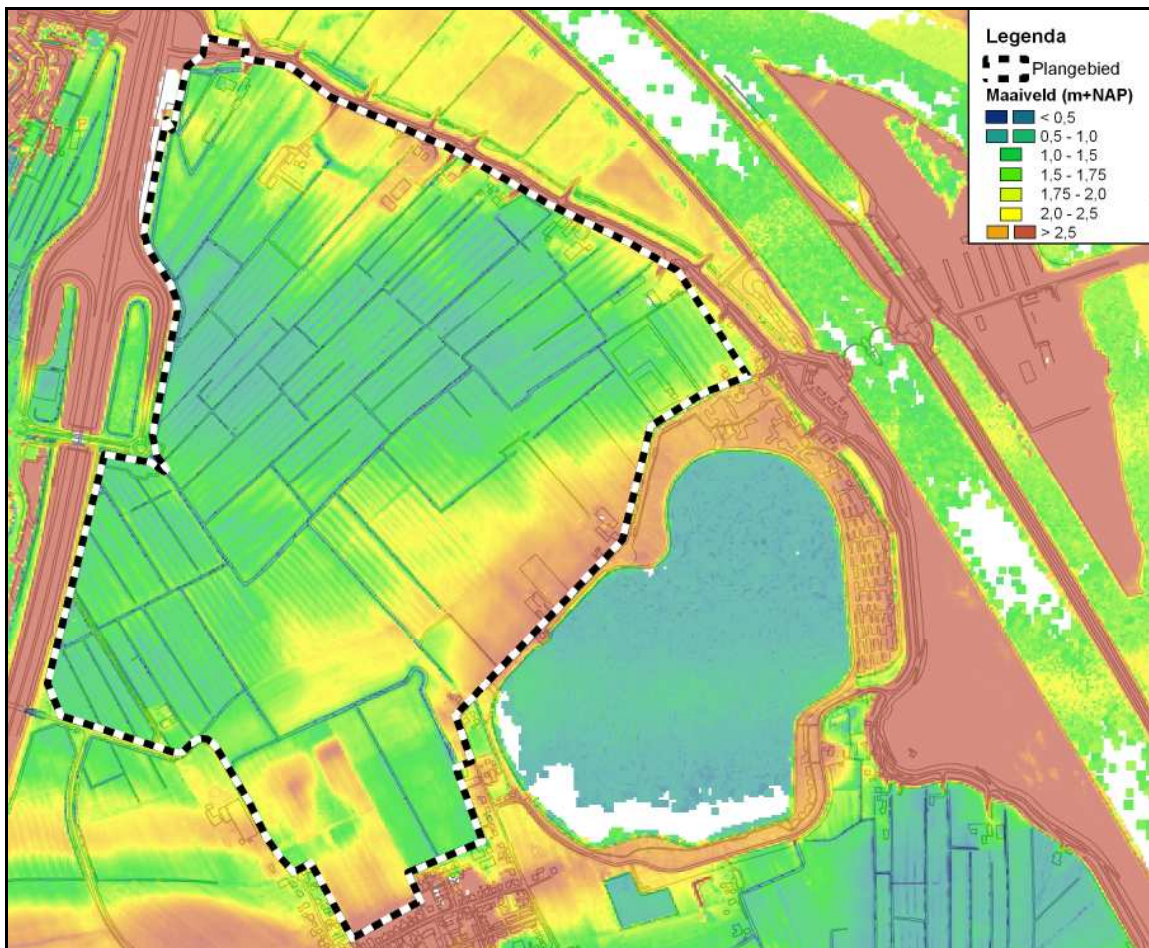 Legenda
Plangebied
Maaiveld (m+NAP)
< 0,5
0,5 - 1,0
1,0 - 1,5
1,5 - 1,75
1,75 - 2,0
2,0 - 2,5
> 2,5